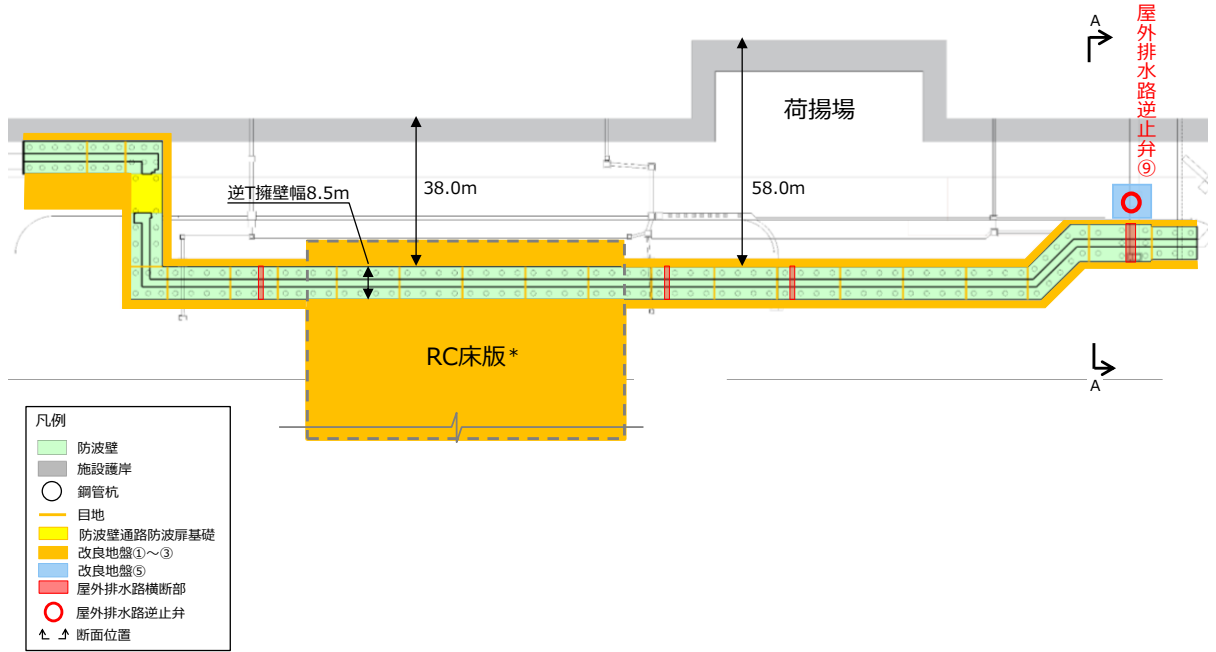 A
屋外排水路逆止弁⑨
荷揚場
逆T擁壁幅8.5m
38.0m
58.0m
RC床版*
A
凡例
防波壁
施設護岸
鋼管杭
目地
防波壁通路防波扉基礎
改良地盤①～③
改良地盤⑤
屋外排水路横断部
屋外排水路逆止弁
断面位置